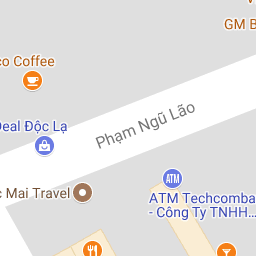 GM B
co Coffee
Phạm Ngũ Lão
Deal Độc Lạ
c Mai Travel
ATM
ATM Techcomba
- Công Ty TNHH...